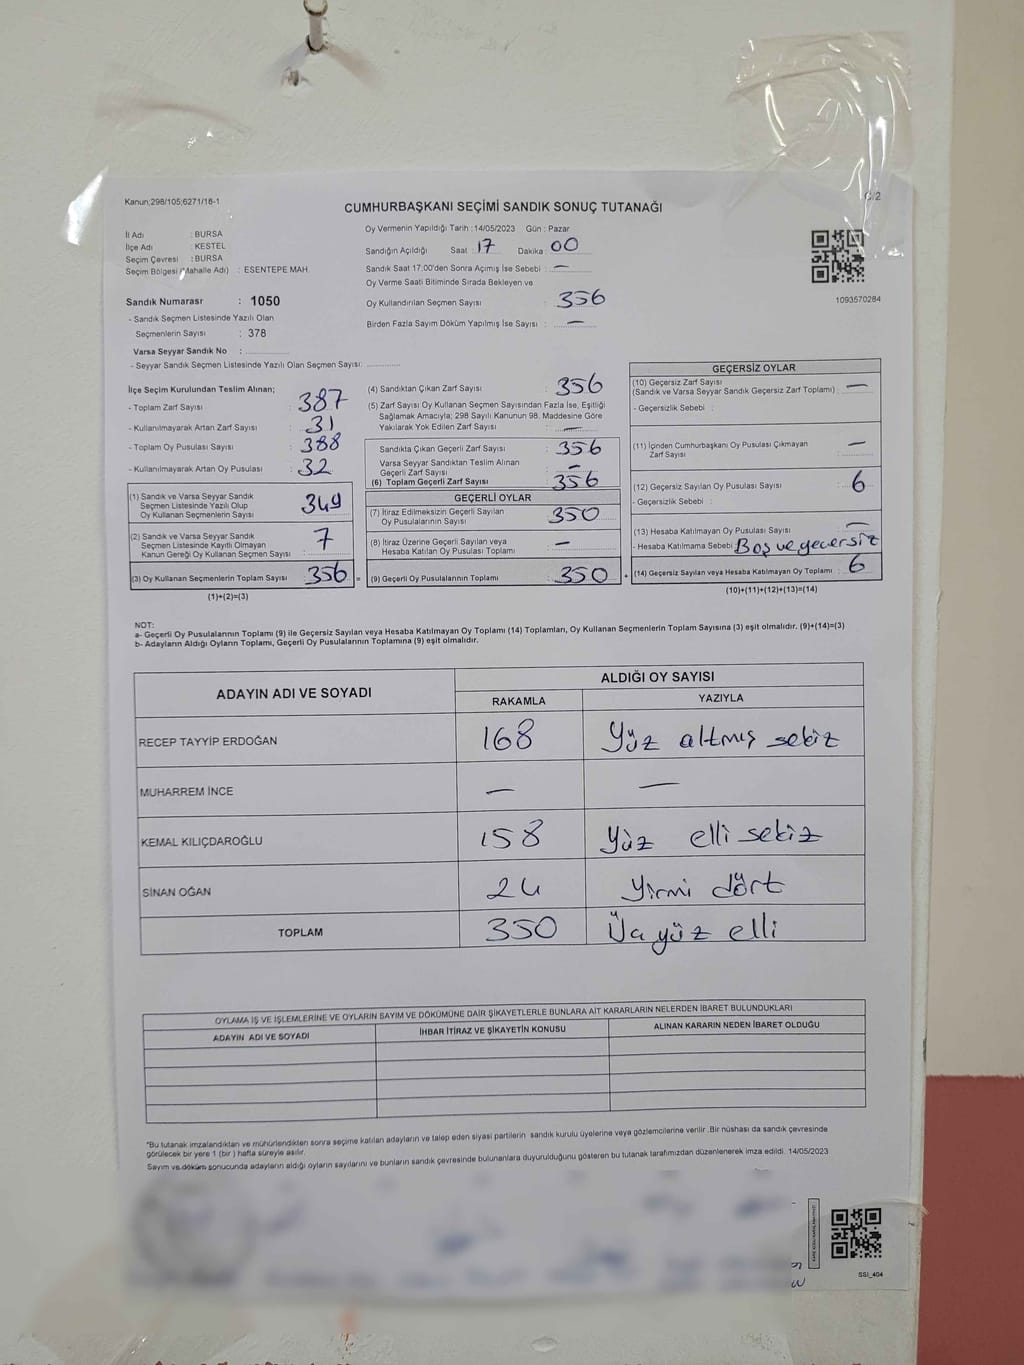 Kanun;298/105;6271/18-1
C/2
CUMHURBAŞKANI SEÇİMİ SANDIK SONUÇ TUTANAĞI
İl Adı : BURSA
İlçe Adı : KESTEL
Seçim Çevresi : BURSA
Seçim Bölgesi (Mahalle Adı) : ESENTEPE MAH.
Sandık Numarası : 1050
- Sandık Seçmen Listesinde Yazılı Olan
Seçmenlerin Sayısı : 378
Varsa Seyyar Sandık No :
- Seyyar Sandık Seçmen Listesinde Yazılı Olan Seçmen Sayısı:
Oy Vermenin Yapıldığı Tarih :14/05/2023 Gün : Pazar
Sandığın Açıldığı Saat : 17 Dakika : 00
Sandık Saat 17:00'den Sonra Açımış İse Sebebi : —
Oy Verme Saati Bitiminde Sırada Bekleyen ve
Oy Kullandırılan Seçmen Sayısı : 356
Birden Fazla Sayım Döküm Yapılmış İse Sayısı : —
1093570284
İlçe Seçim Kurulundan Teslim Alınan;
- Toplam Zarf Sayısı : 387
- Kullanılmayarak Artan Zarf Sayısı : 31
- Toplam Oy Pusulası Sayısı : 388
- Kullanılmayarak Artan Oy Pusulası : 32
(1) Sandık ve Varsa Seyyar Sandık
Seçmen Listesinde Yazılı Olup
Oy Kullanan Seçmenlerin Sayısı : 349
(2) Sandık ve Varsa Seyyar Sandık
Seçmen Listesinde Kayıtlı Olmayan
Kanun Gereği Oy Kullanan Seçmen Sayısı : 7
(3) Oy Kullanan Seçmenlerin Toplam Sayısı : 356 =
(1)+(2)=(3)
(4) Sandıktan Çıkan Zarf Sayısı : 356
(5) Zarf Sayısı Oy Kullanan Seçmen Sayısından Fazla İse, Eşitliği
Sağlamak Amacıyla; 298 Sayılı Kanunun 98. Maddesine Göre
Yakılarak Yok Edilen Zarf Sayısı : —
Sandıkta Çıkan Geçerli Zarf Sayısı : 356
Varsa Seyyar Sandıktan Teslim Alınan
Geçerli Zarf Sayısı : —
(6) Toplam Geçerli Zarf Sayısı : 356
GEÇERLİ OYLAR
(7) İtiraz Edilmeksizin Geçerli Sayılan
Oy Pusulalarının Sayısı : 350
(8) İtiraz Üzerine Geçerli Sayılan veya
Hesaba Katılan Oy Pusulası Toplamı : —
(9) Geçerli Oy Pusulalarının Toplamı : 350 +
GEÇERSİZ OYLAR
(10) Geçersiz Zarf Sayısı
(Sandık ve Varsa Seyyar Sandık Geçersiz Zarf Toplamı) : —
- Geçersizlik Sebebi :
(11) İçinden Cumhurbaşkanı Oy Pusulası Çıkmayan
Zarf Sayısı : —
(12) Geçersiz Sayılan Oy Pusulası Sayısı : 6
- Geçersizlik Sebebi :
(13) Hesaba Katılmayan Oy Pusulası Sayısı : —
- Hesaba Katılmama Sebebi : Boş ve geçersiz
(14) Geçersiz Sayılan veya Hesaba Katılmayan Oy Toplamı : 6
(10)+(11)+(12)+(13)=(14)
NOT:
a- Geçerli Oy Pusulalarının Toplamı (9) ile Geçersiz Sayılan veya Hesaba Katılmayan Oy Toplamı (14) Toplamları, Oy Kullanan Seçmenlerin Toplam Sayısına (3) eşit olmalıdır. (9)+(14)=(3)
b- Adayların Aldığı Oyların Toplamı, Geçerli Oy Pusulalarının Toplamına (9) eşit olmalıdır.
ADAYIN ADI VE SOYADI ALDIĞI OY SAYISI
RAKAMLA YAZIYLA
RECEP TAYYİP ERDOĞAN 168 Yüz altmış sekiz
MUHARREM İNCE — —
KEMAL KILIÇDAROĞLU 158 Yüz elli sekiz
SİNAN OĞAN 24 Yirmi dört
TOPLAM 350 Üç yüz elli
OYLAMA İŞ VE İŞLEMLERİNE VE OYLARIN SAYIM VE DÖKÜMÜNE DAİR ŞİKAYETLERLE BUNLARA AİT KARARLARIN NELERDEN İBARET BULUNDUKLARI
ADAYIN ADI VE SOYADI İHBAR İTİRAZ VE ŞİKAYETİN KONUSU ALINAN KARARIN NEDEN İBARET OLDUĞU
*Bu tutanak imzalandıktan ve mühürlendikten sonra seçime katılan adayların ve talep eden siyasi partilerin sandık kurulu üyelerine veya gözlemcilerine verilir .Bir nüshası da sandık çevresinde
görülecek bir yere 1 (bir ) hafta süreyle asılır.
Sayım ve döküm sonucunda adayların aldığı oyların sayılarını ve bunların sandık çevresinde bulunanlara duyurulduğunu gösteren bu tutanak tarafımızdan düzenlenerek imza edildi. 14/05/2023
SSI_404